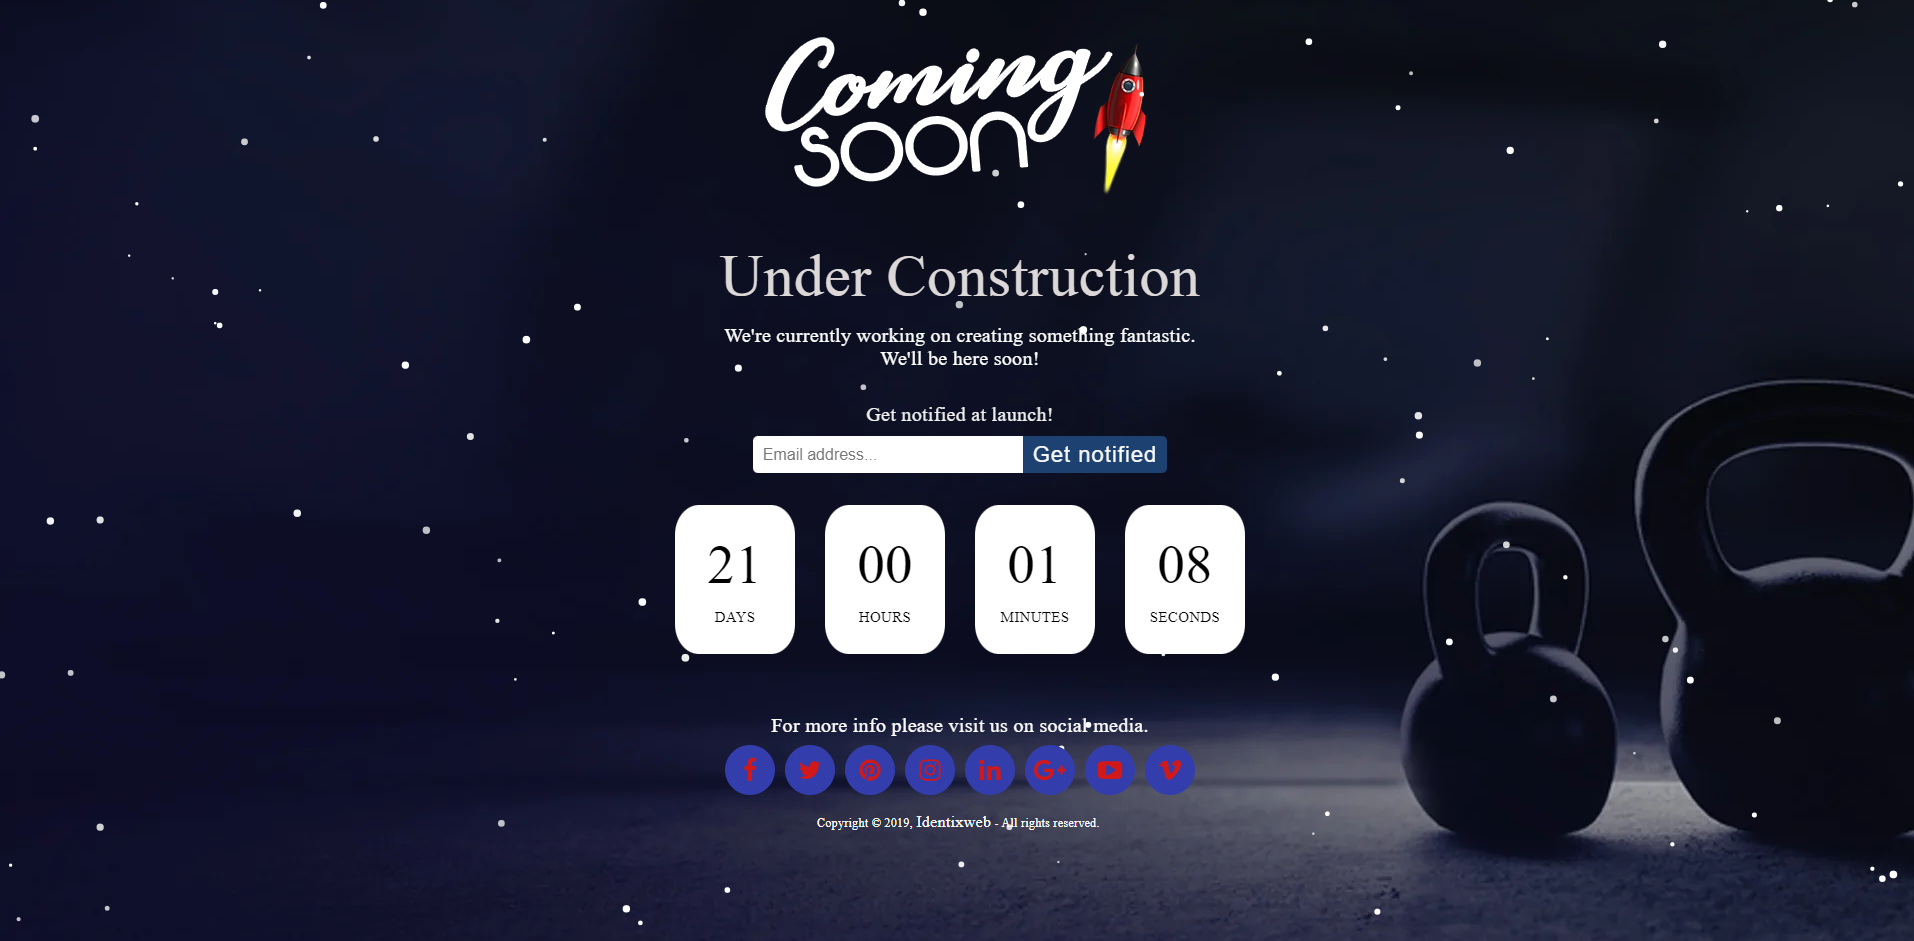 Coming
soon
Under Construction
We're currently working on creating something fantastic.
We'll be here soon!
Get notified at launch!
Email address... Get notified
21 00 01 08
DAYS HOURS MINUTES SECONDS
For more info please visit us on social media.
Copyright © 2019, Identixweb - All rights reserved.